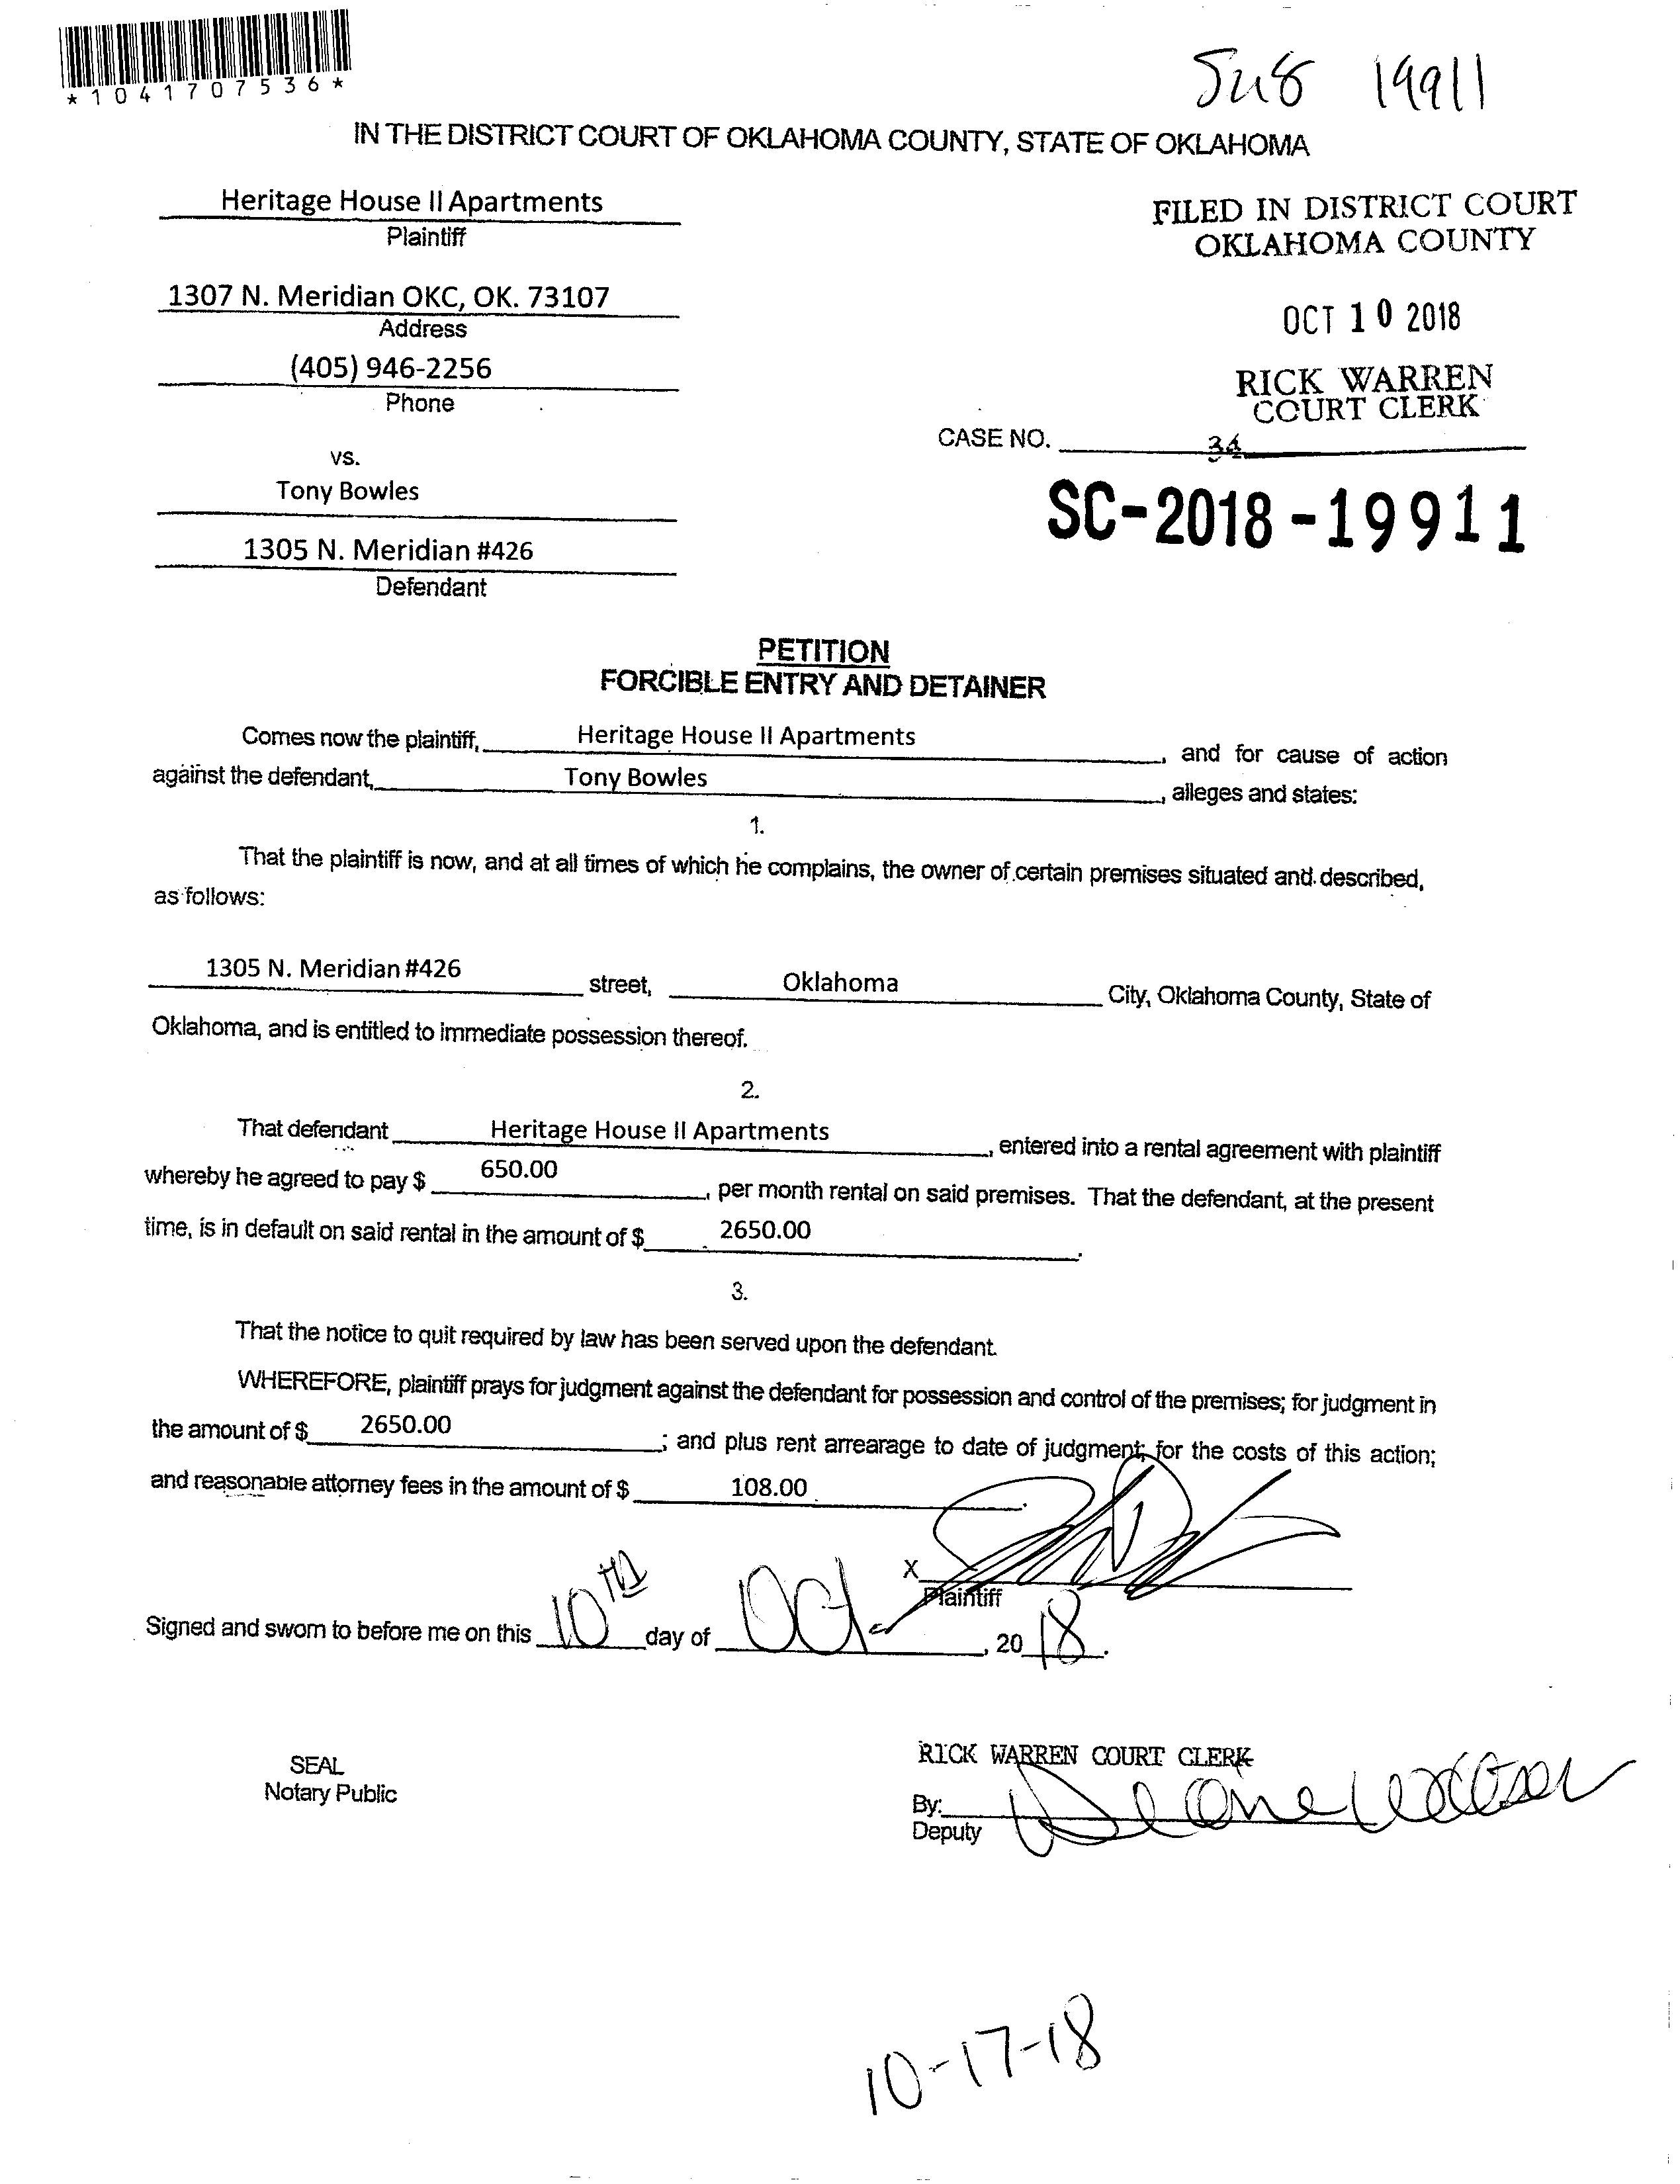 *1041707536*
19911
IN THE DISTRICT COURT OF OKLAHOMA COUNTY, STATE OF OKLAHOMA
Heritage House II Apartments
Plaintiff
1307 N. Meridian OKC, OK. 73107
Address
(405) 946-2256
Phone
vs.
Tony Bowles
1305 N. Meridian #426
Defendant
FILED IN DISTRICT COURT
OKLAHOMA COUNTY
OCT 10 2018
RICK WARREN
COURT CLERK
CASE NO.
SC-2018-19911
PETITION
FORCIBLE ENTRY AND DETAINER
Comes now the plaintiff, Heritage House II Apartments, and for cause of action
against the defendant, Tony Bowles, alleges and states:
1.
That the plaintiff is now, and at all times of which he complains, the owner of certain premises situated and described,
as follows:
1305 N. Meridian #426 street, Oklahoma City, Oklahoma County, State of
Oklahoma, and is entitled to immediate possession thereof.
2.
That defendant Heritage House II Apartments, entered into a rental agreement with plaintiff
whereby he agreed to pay $ 650.00, per month rental on said premises. That the defendant, at the present
time, is in default on said rental in the amount of $ 2650.00.
3.
That the notice to quit required by law has been served upon the defendant.
WHEREFORE, plaintiff prays for judgment against the defendant for possession and control of the premises; for judgment in
the amount of $ 2650.00; and plus rent arrearage to date of judgment; for the costs of this action;
and reasonable attorney fees in the amount of $ 108.00.
X
Plaintiff
Signed and sworn to before me on this 10TH day of Oct, 2018.
SEAL
Notary Public
RICK WARREN COURT CLERK
By:
Deputy
10-17-18